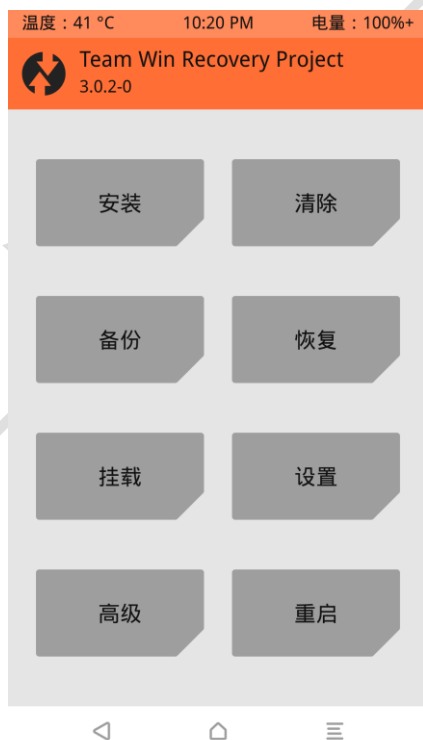 温度：41 °C 10:20 PM 电量：100%+
Team Win Recovery Project
3.0.2-0
安装 清除
备份 恢复
挂载 设置
高级 重启